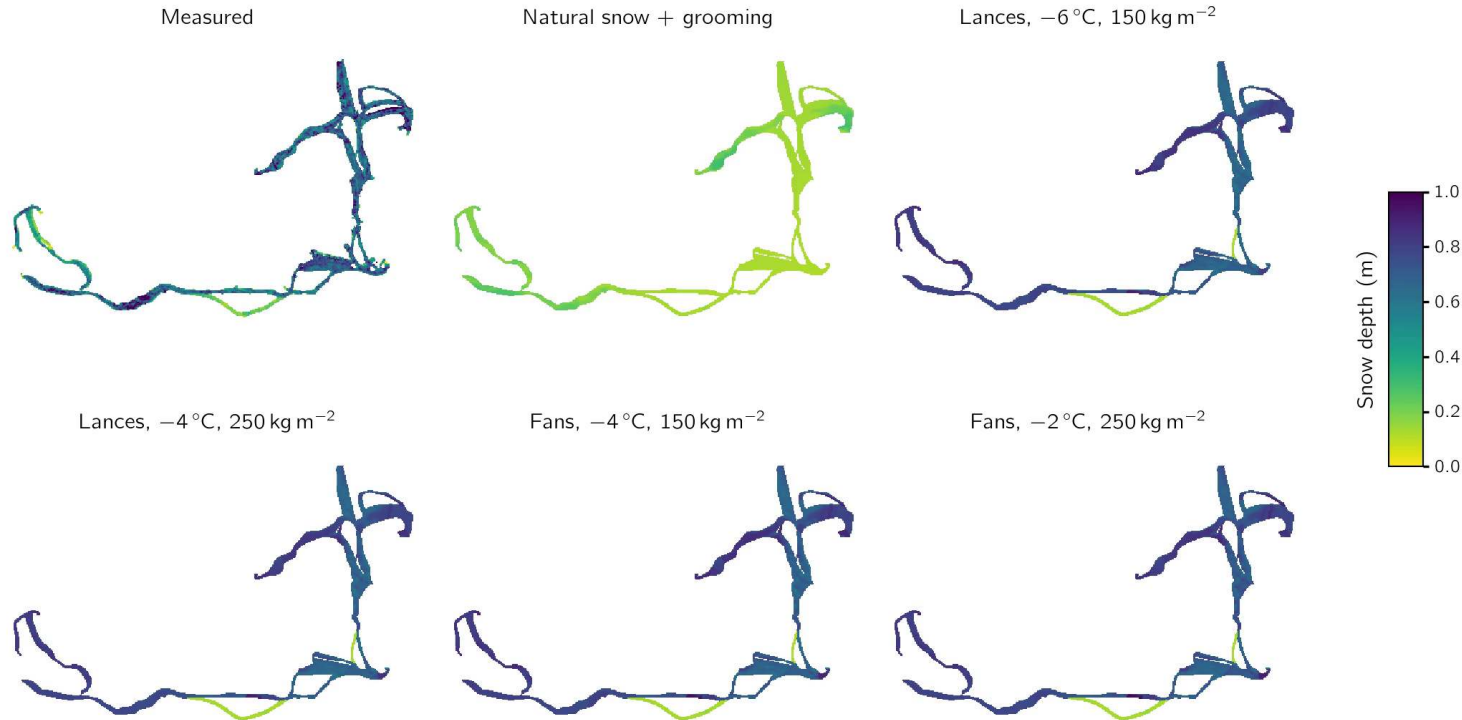 Measured
Natural snow + grooming
Lances, −6 °C, 150 kg m⁻²
1.0
0.8
0.6
0.4
0.2
0.0
Snow depth (m)
Lances, −4 °C, 250 kg m⁻²
Fans, −4 °C, 150 kg m⁻²
Fans, −2 °C, 250 kg m⁻²